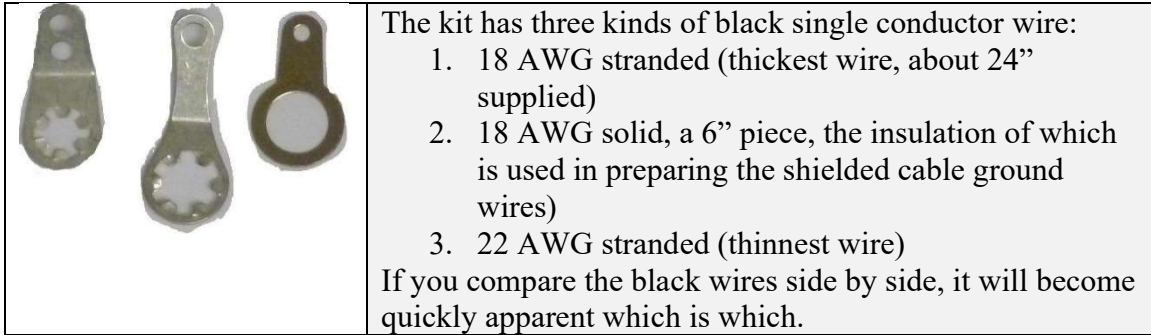 The kit has three kinds of black single conductor wire:
1. 18 AWG stranded (thickest wire, about 24”
supplied)
2. 18 AWG solid, a 6” piece, the insulation of which
is used in preparing the shielded cable ground
wires)
3. 22 AWG stranded (thinnest wire)
If you compare the black wires side by side, it will become
quickly apparent which is which.